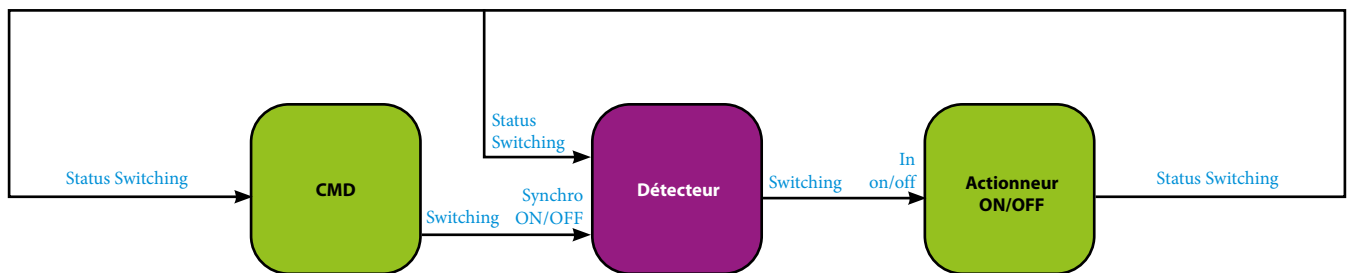 Status Switching
CMD
Switching
Synchro
ON/OFF
Status
Switching
Détecteur
Switching
In
on/off
Actionneur
ON/OFF
Status Switching